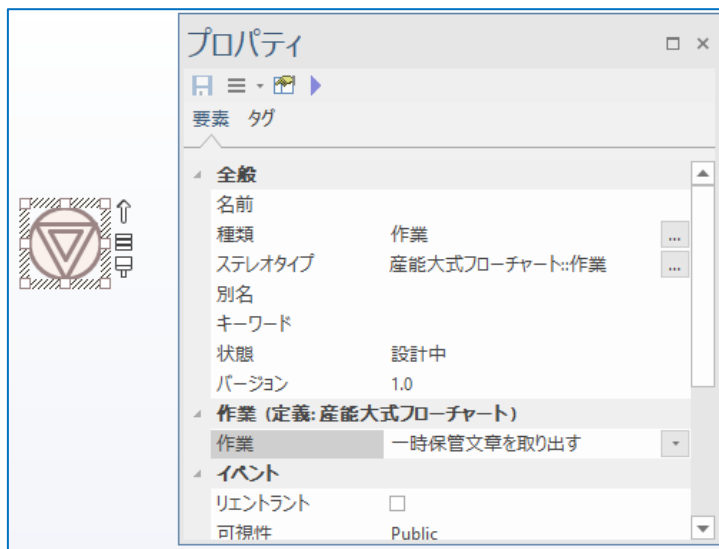 プロパティ
要素 タグ
全般
名前
種類 作業 ...
ステレオタイプ 産能大式フローチャート::作業 ...
別名
キーワード
状態 設計中
バージョン 1.0
作業 (定義: 産能大式フローチャート)
作業 一時保管文章を取り出す
イベント
リエントラント
可視性 Public